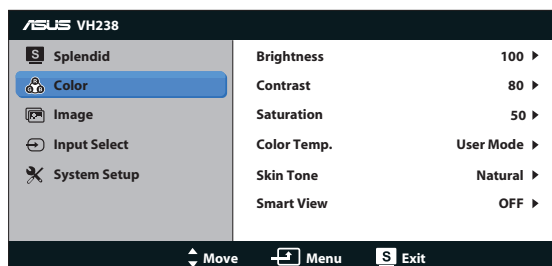 ASUS VH238
S Splendid
Color
Image
Input Select
System Setup
Brightness 100
Contrast 80
Saturation 50
Color Temp. User Mode
Skin Tone Natural
Smart View OFF
Move Menu S Exit